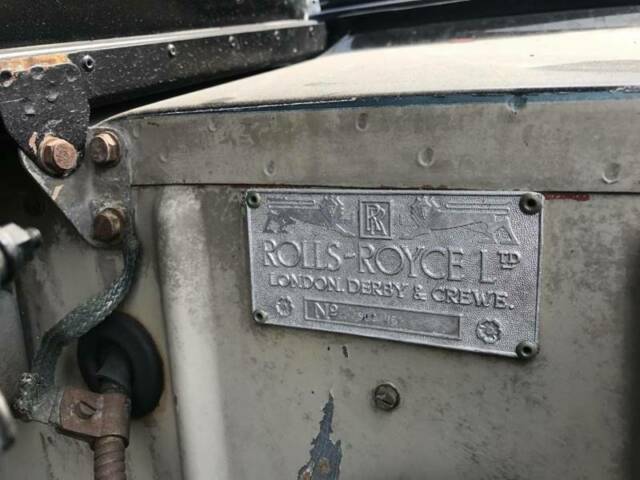 RR
ROLLS-ROYCE LTD
LONDON, DERBY & CREWE.
No